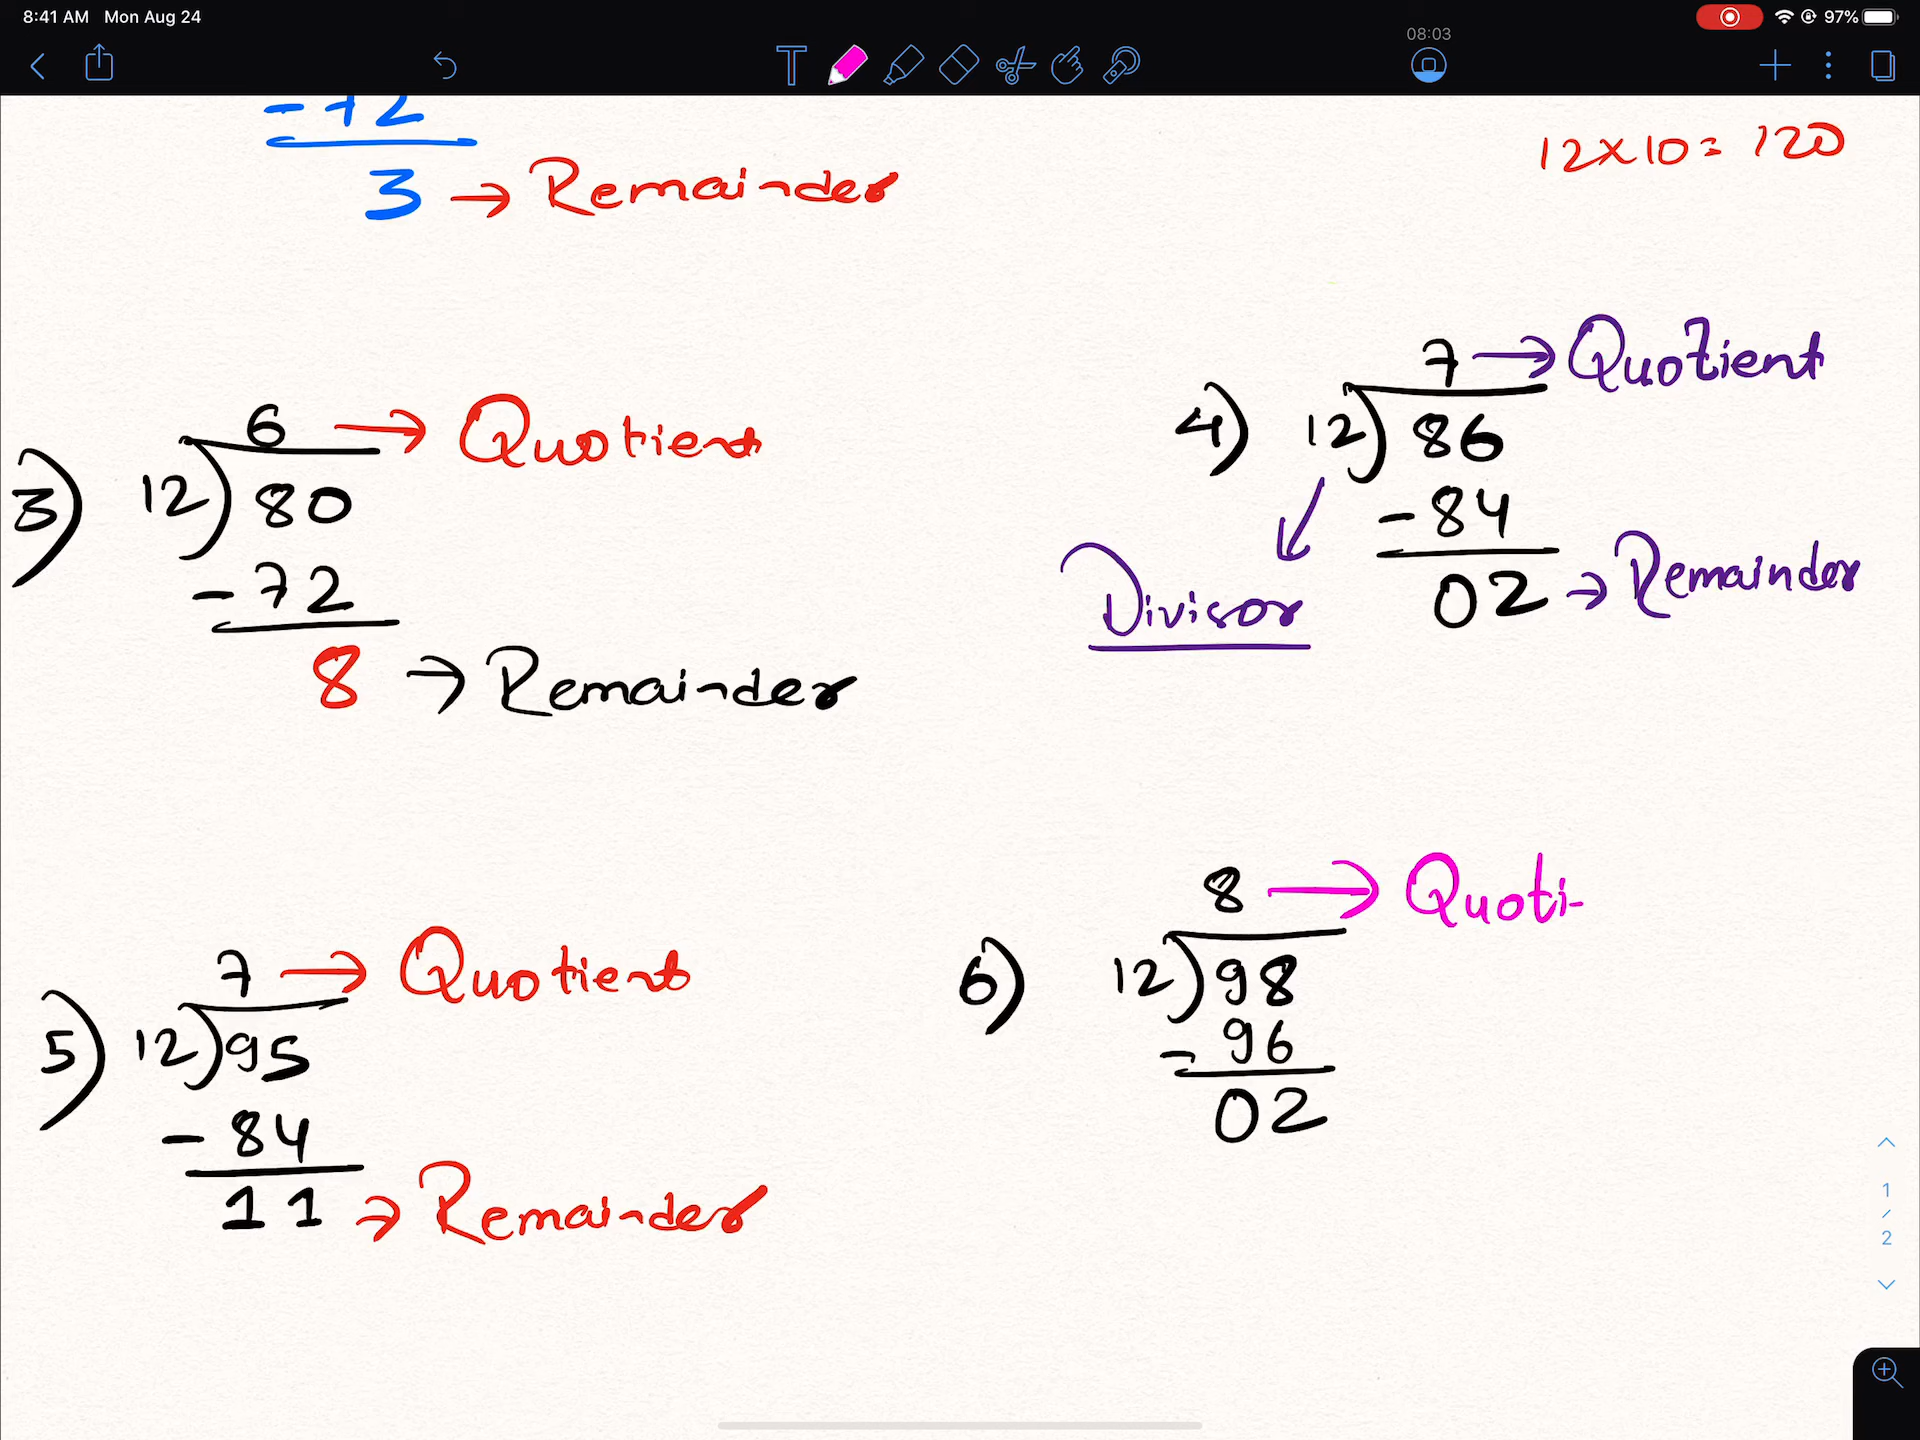 8:41 AM Mon Aug 24
97%
08:03
T
- 72
3 → Remainder
12×10 = 120
3)
6 → Quotient
12) 80
- 72
8 → Remainder
4)
7 → Quotient
12) 86
- 84
02 → Remainder
Divisor
5)
7 → Quotient
12) 95
- 84
11 → Remainder
6)
8 → Quoti-
12) 98
- 96
02
1
/
2